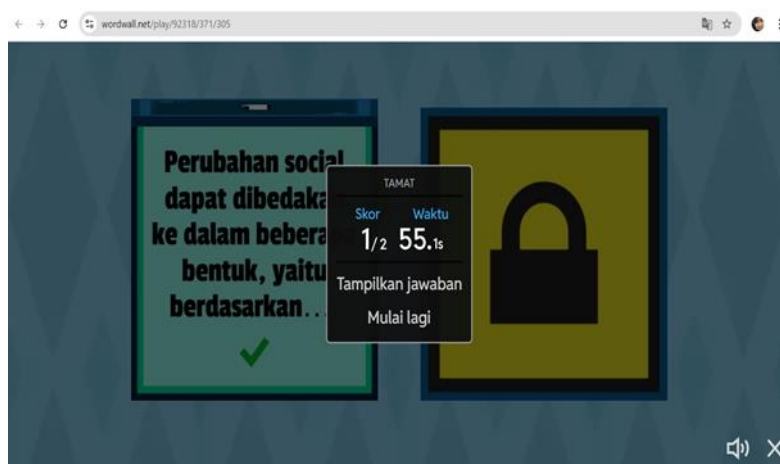 wordwall.net/play/92318/371/305
Perubahan social
dapat dibedaka
ke dalam bebera
bentuk, yaitu
berdasarkan...
TAMAT
Skor Waktu
1/2 55.1s
Tampilkan jawaban
Mulai lagi